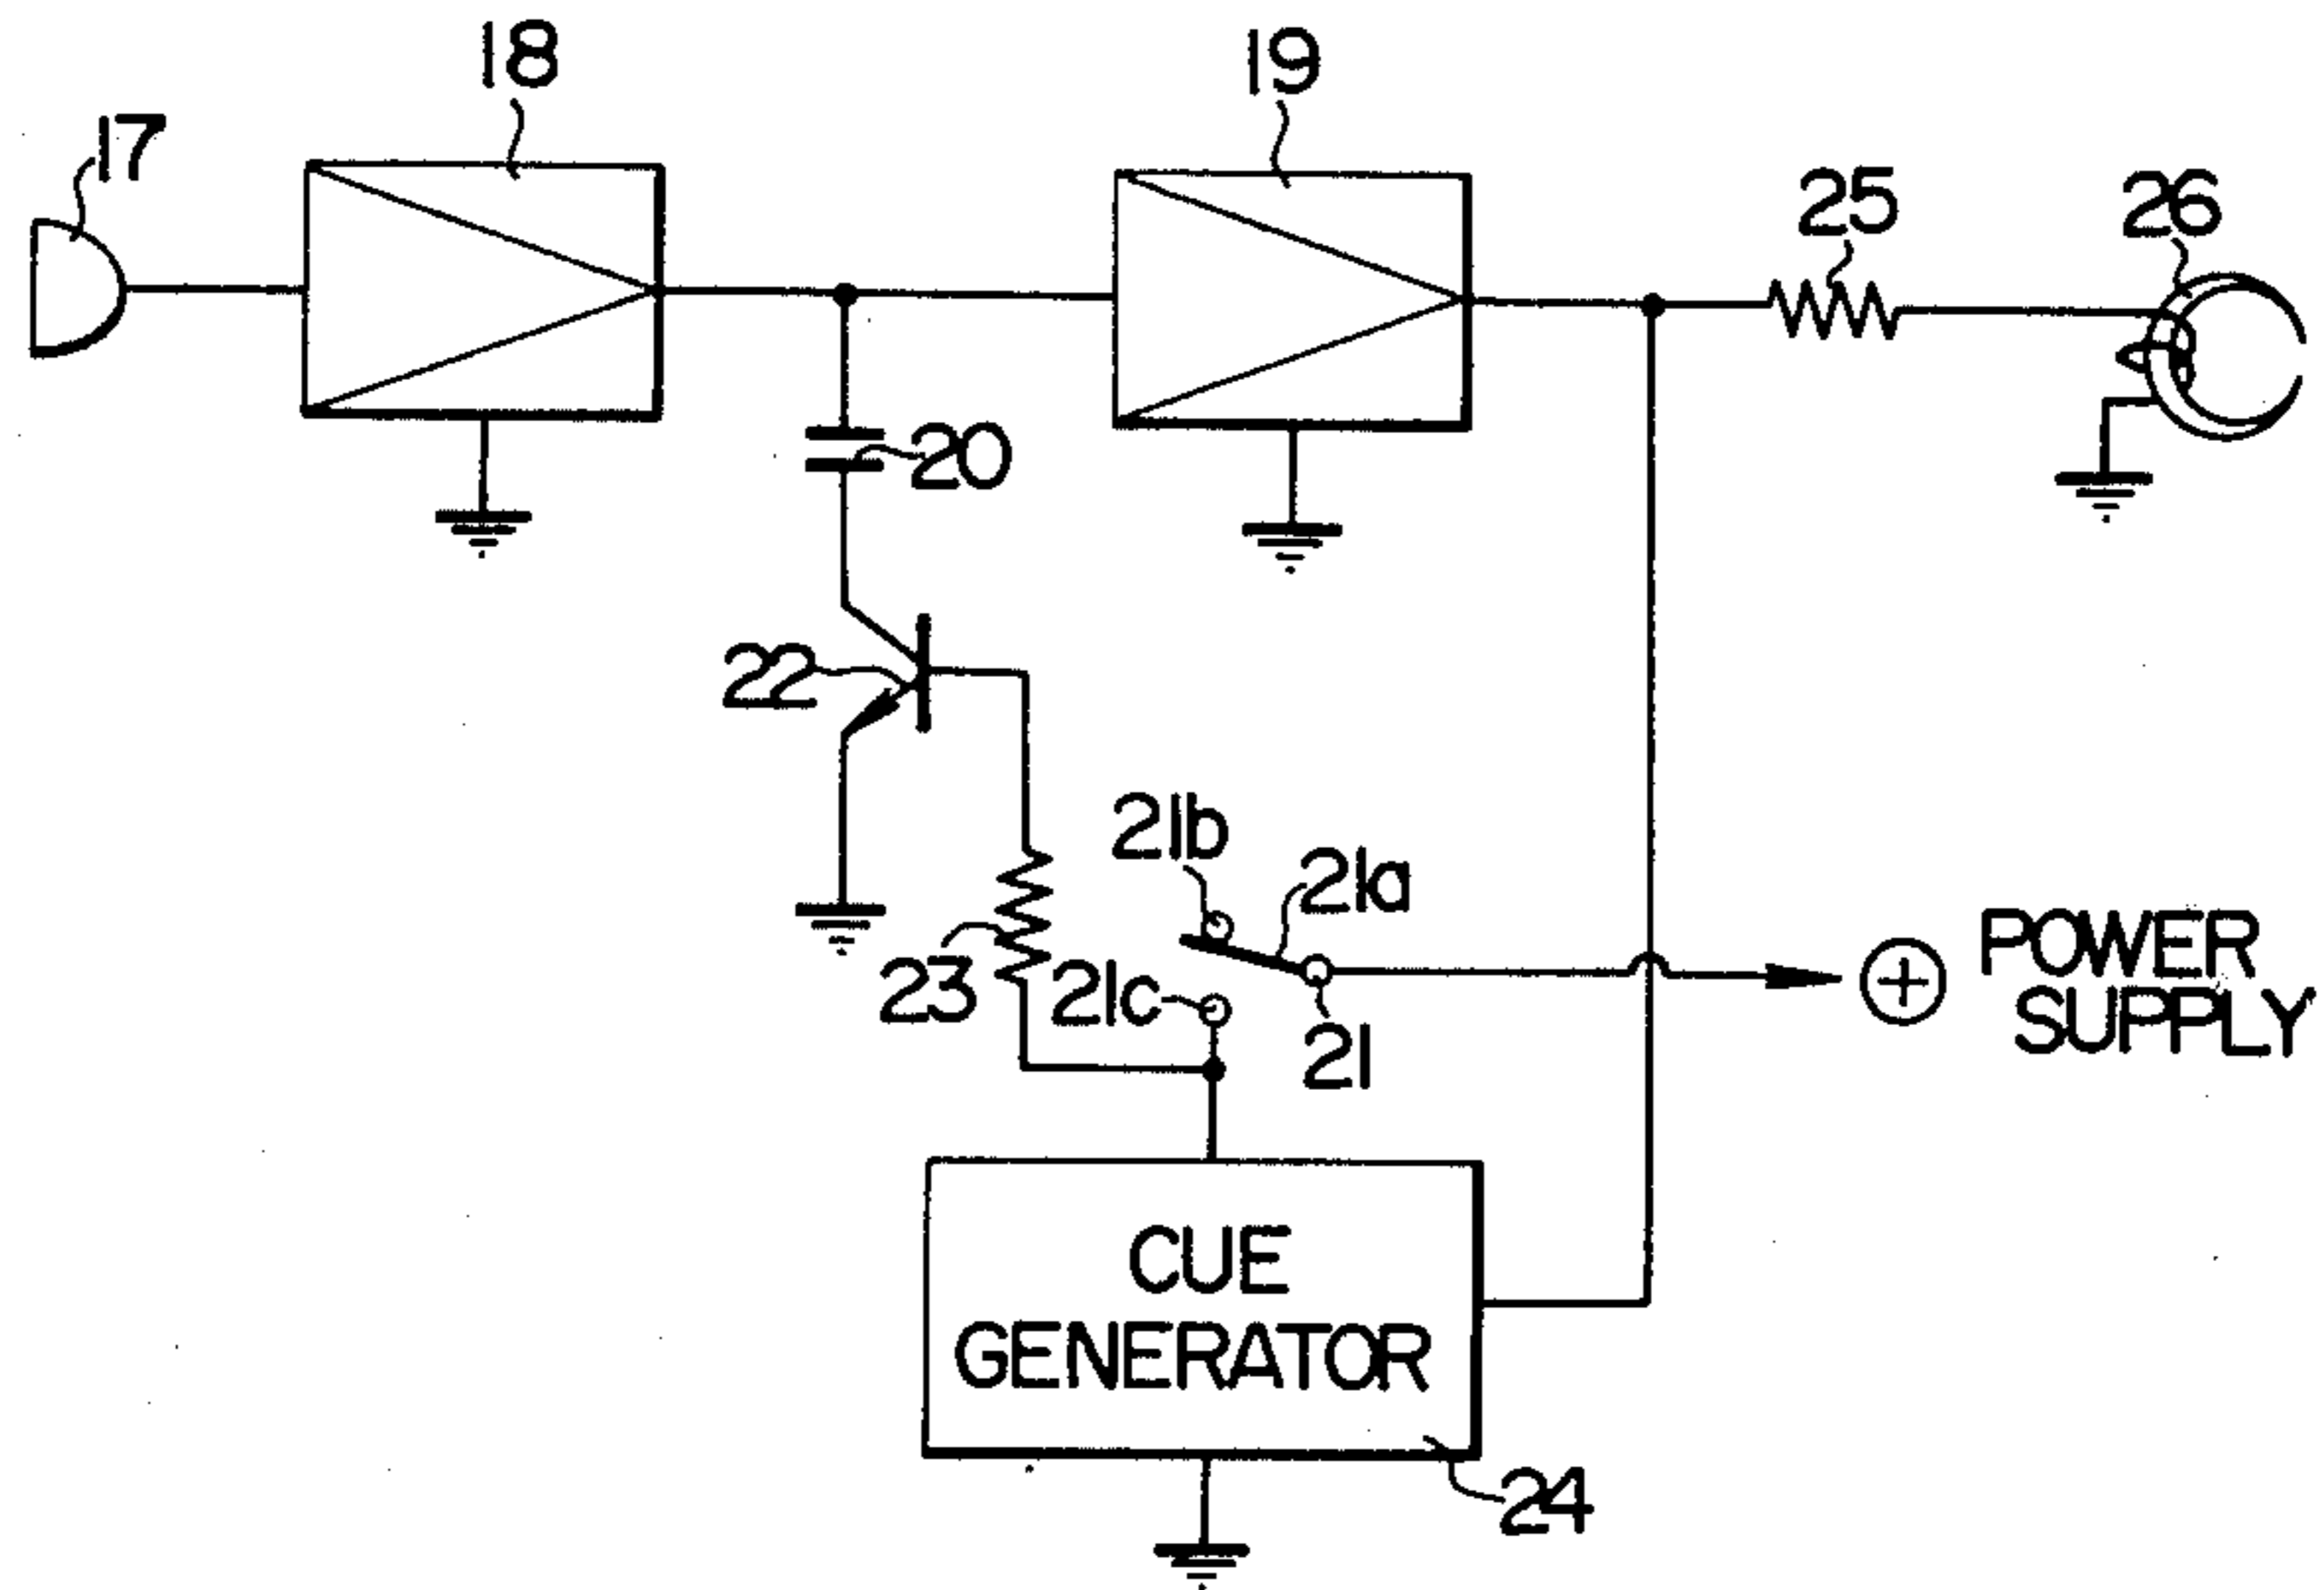 18
19
17
25
26
20
22
21b
21a
POWER
SUPPLY
23
21c
21
CUE
GENERATOR
24